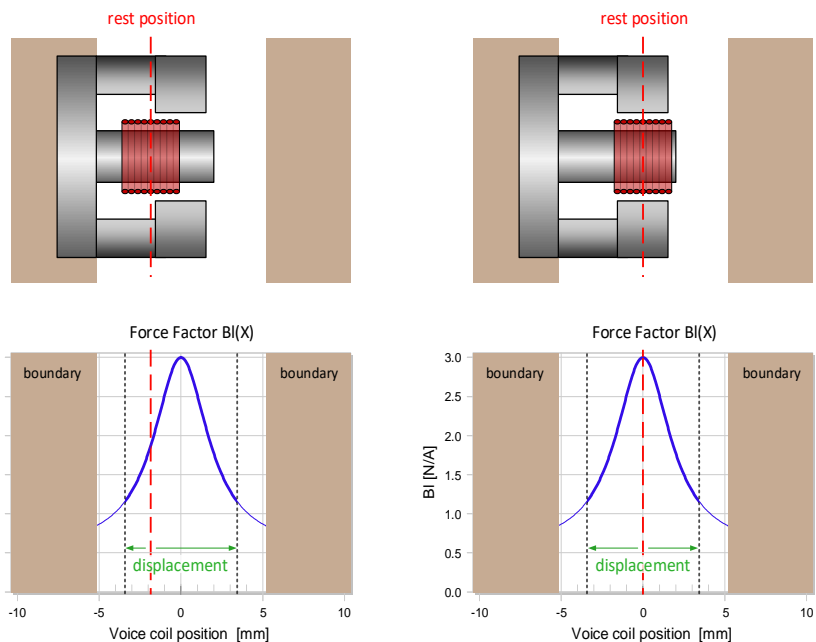 rest position
rest position
Force Factor Bl(X)
boundary
boundary
displacement
-10 -5 0 5 10
Voice coil position [mm]
Force Factor Bl(X)
3.0
2.5
2.0
1.5
1.0
0.5
0.0
Bl [N/A]
boundary
boundary
displacement
-10 -5 0 5 10
Voice coil position [mm]